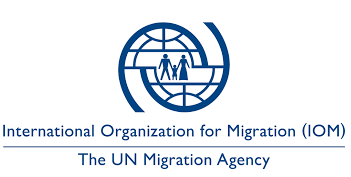 International Organization for Migration (IOM)
The UN Migration Agency